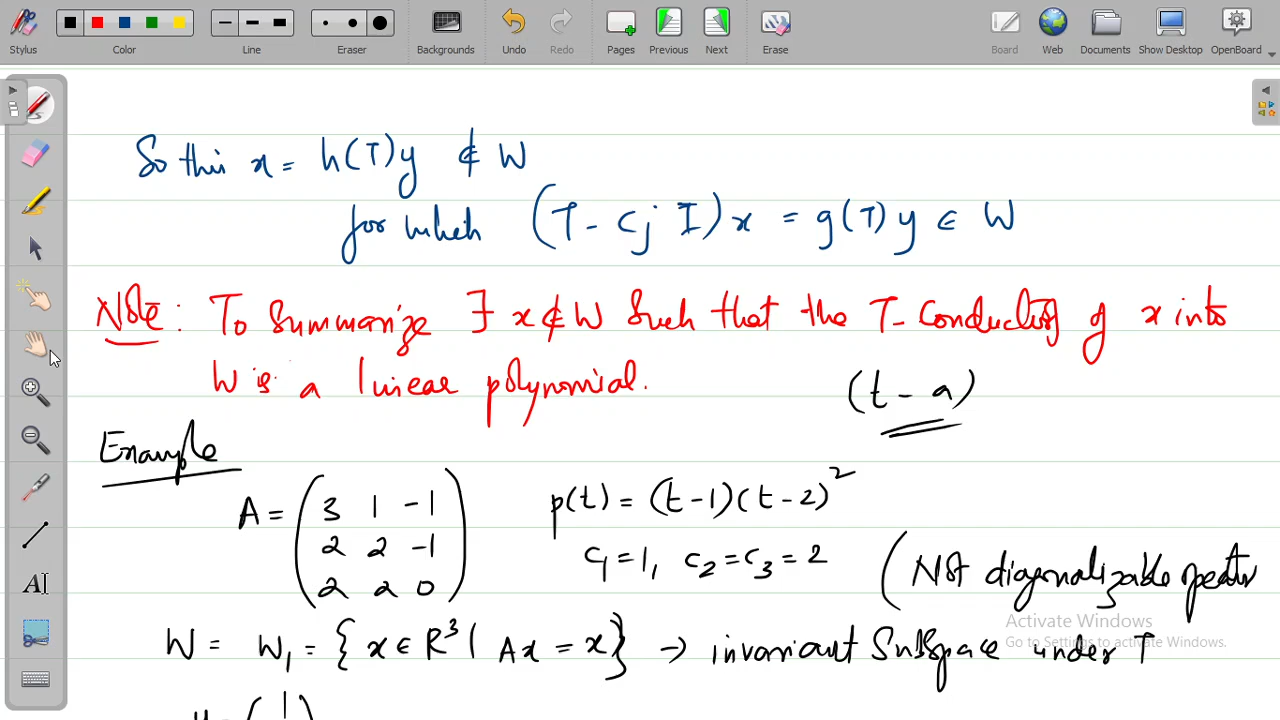 Stylus Color Line Eraser Backgrounds Undo Redo Pages Previous Next Erase Board Web Documents Show Desktop OpenBoard
So this x = h(T)y ∉ W
for which (T - cj I)x = g(T)y ∈ W
Note: To Summarize ∃ x ∉ W Such that the T-Conductor of x into
W is a linear polynomial. (t - a)
Example
A = (3 1 -1
2 2 -1
2 2 0)
p(t) = (t-1)(t-2)²
c₁ = 1, c₂ = c₃ = 2 (Not diagonalizable operator
Activate Windows
Go to Settings to activate Windows.
W = W₁ = {x ∈ R³ | Ax = x} → invariant Subspace under T